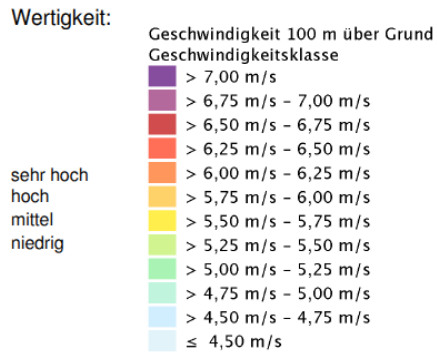 Wertigkeit:
Geschwindigkeit 100 m über Grund
Geschwindigkeitsklasse
> 7,00 m/s
> 6,75 m/s – 7,00 m/s
> 6,50 m/s – 6,75 m/s
> 6,25 m/s – 6,50 m/s
sehr hoch > 6,00 m/s – 6,25 m/s
hoch > 5,75 m/s – 6,00 m/s
mittel > 5,50 m/s – 5,75 m/s
niedrig > 5,25 m/s – 5,50 m/s
> 5,00 m/s – 5,25 m/s
> 4,75 m/s – 5,00 m/s
> 4,50 m/s – 4,75 m/s
≤ 4,50 m/s